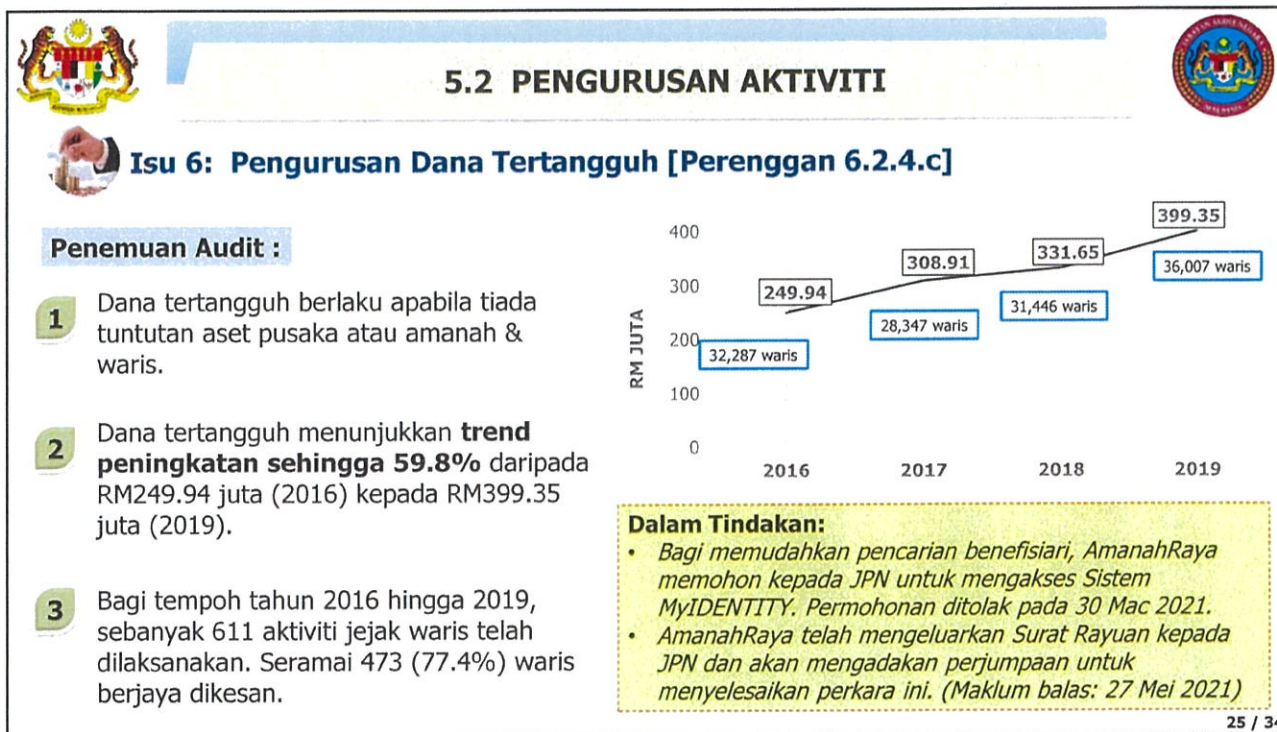 5.2 PENGURUSAN AKTIVITI
Isu 6: Pengurusan Dana Tertangguh [Perenggan 6.2.4.c]
Penemuan Audit :
1
Dana tertangguh berlaku apabila tiada
tuntutan aset pusaka atau amanah &
waris.
2
Dana tertangguh menunjukkan trend
peningkatan sehingga 59.8% daripada
RM249.94 juta (2016) kepada RM399.35
juta (2019).
3
Bagi tempoh tahun 2016 hingga 2019,
sebanyak 611 aktiviti jejak waris telah
dilaksanakan. Seramai 473 (77.4%) waris
berjaya dikesan.
RM JUTA
400
300
200
100
0
249.94
308.91
331.65
399.35
32,287 waris
28,347 waris
31,446 waris
36,007 waris
2016 2017 2018 2019
Dalam Tindakan:
• Bagi memudahkan pencarian benefisiari, AmanahRaya
memohon kepada JPN untuk mengakses Sistem
MyIDENTITY. Permohonan ditolak pada 30 Mac 2021.
• AmanahRaya telah mengeluarkan Surat Rayuan kepada
JPN dan akan mengadakan perjumpaan untuk
menyelesaikan perkara ini. (Maklum balas: 27 Mei 2021)
25 / 34